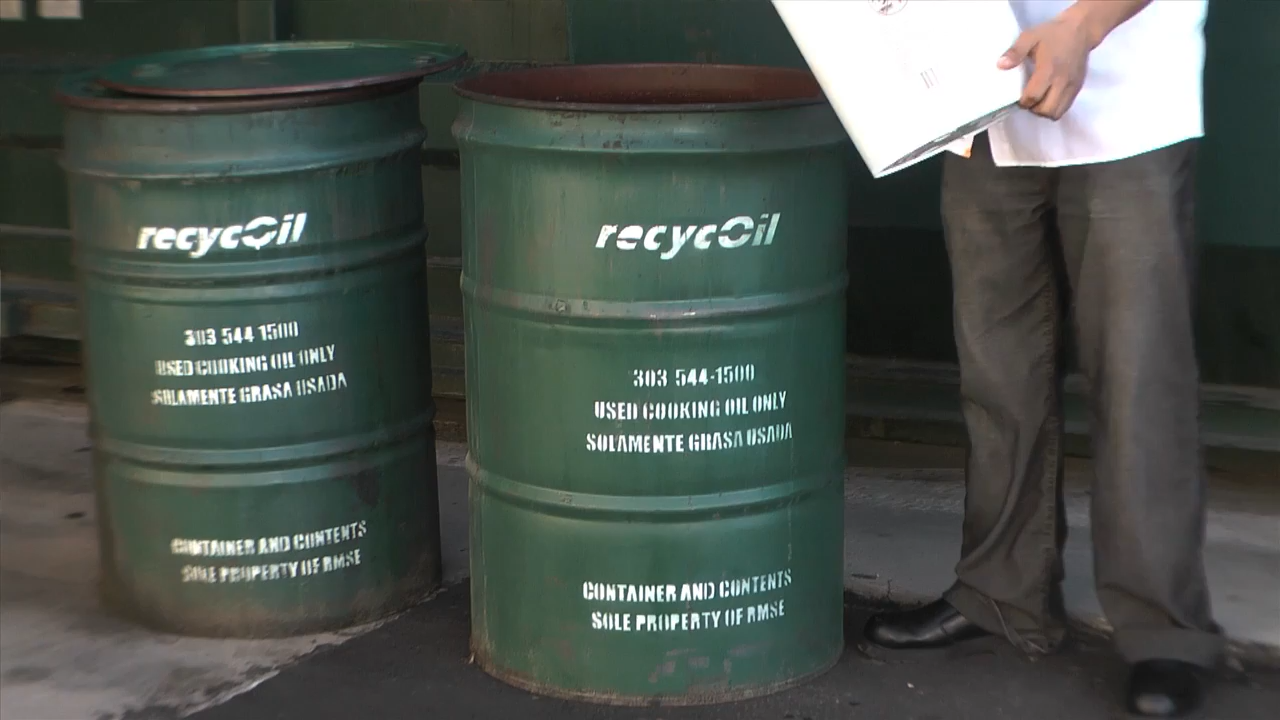 recycOil
303 544 1500
USED COOKING OIL ONLY
SOLAMENTE GRASA USADA
CONTAINER AND CONTENTS
SOLE PROPERTY OF RMSE
recycOil
303 544-1500
USED COOKING OIL ONLY
SOLAMENTE GRASA USADA
CONTAINER AND CONTENTS
SOLE PROPERTY OF RMSE